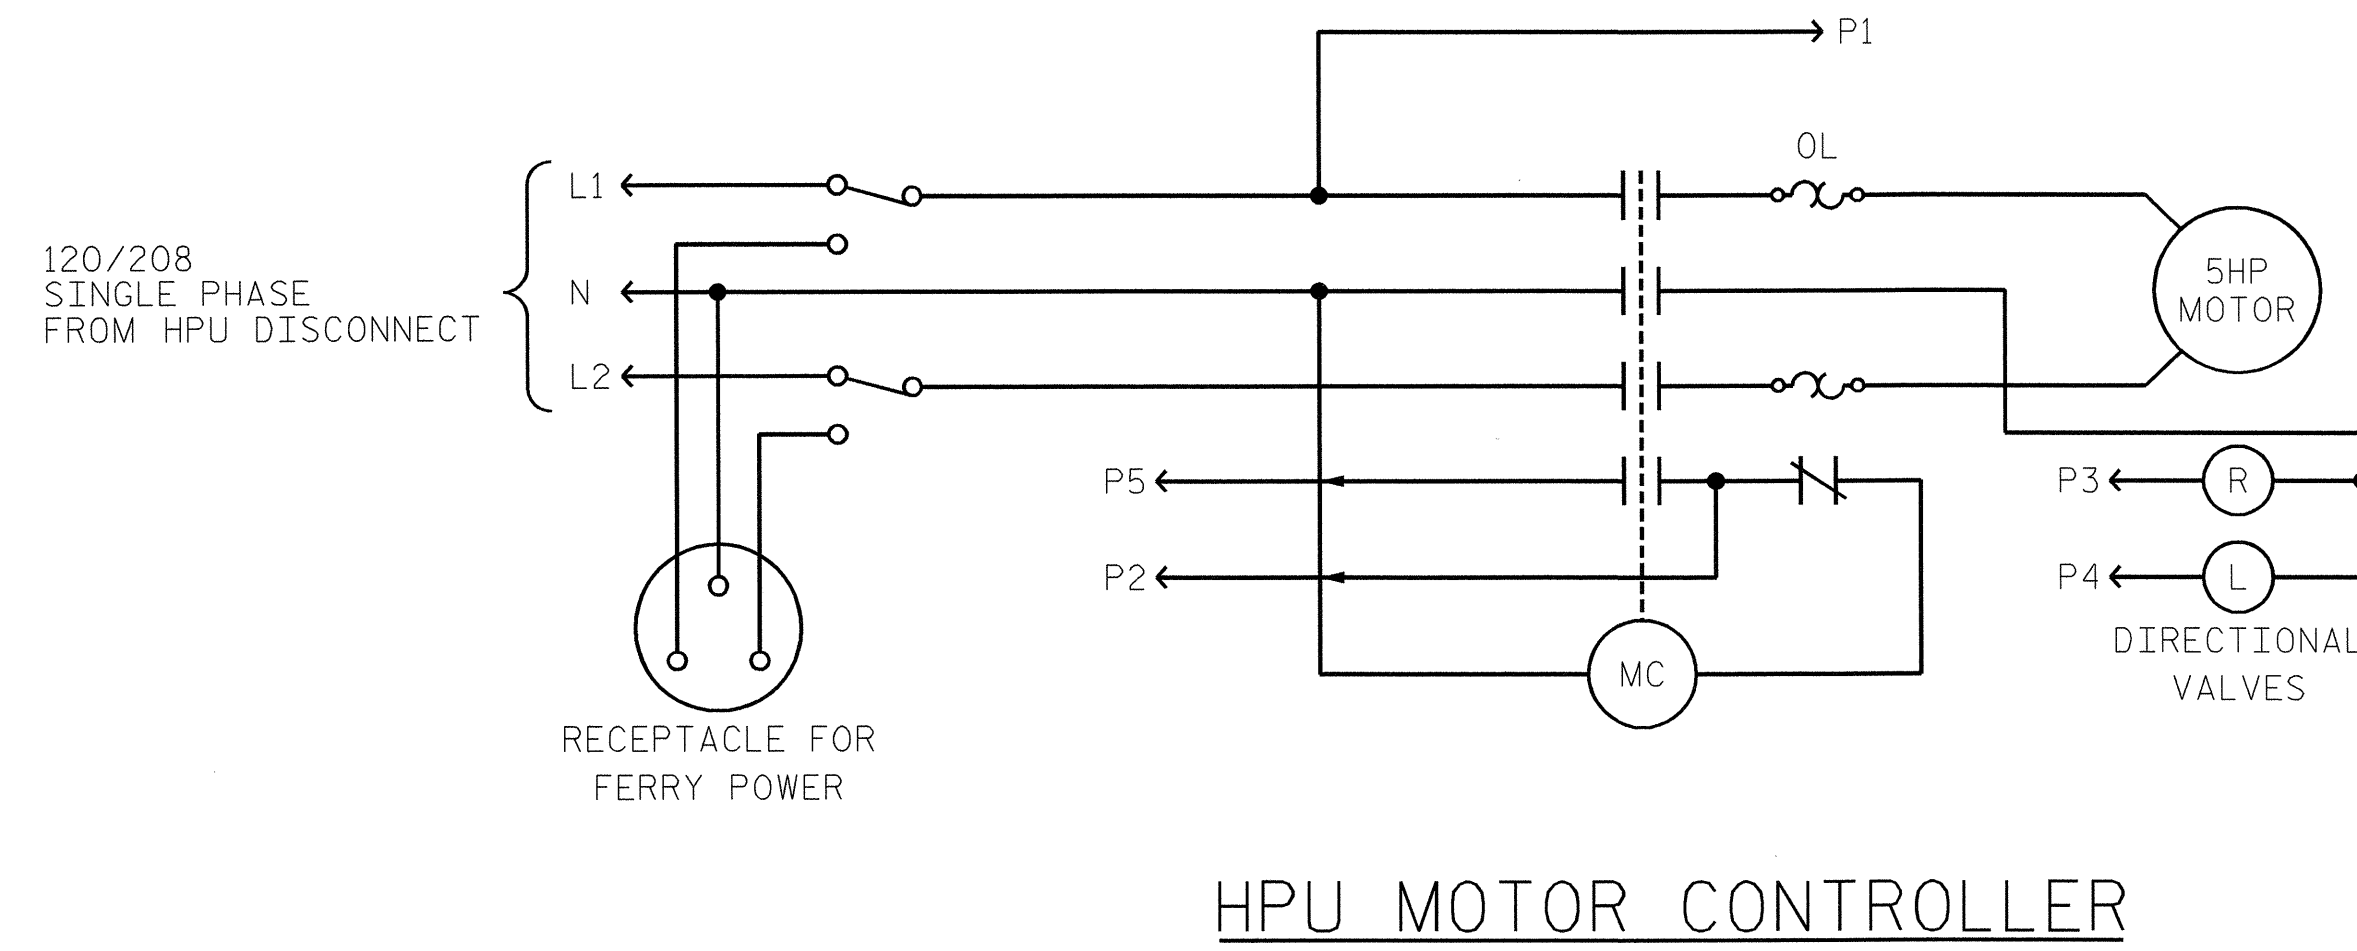 P1
OL
L1
120/208
SINGLE PHASE
FROM HPU DISCONNECT
N
L2
5HP
MOTOR
P5
P3
R
P2
P4
L
DIRECTIONAL
VALVES
MC
RECEPTACLE FOR
FERRY POWER
HPU MOTOR CONTROLLER